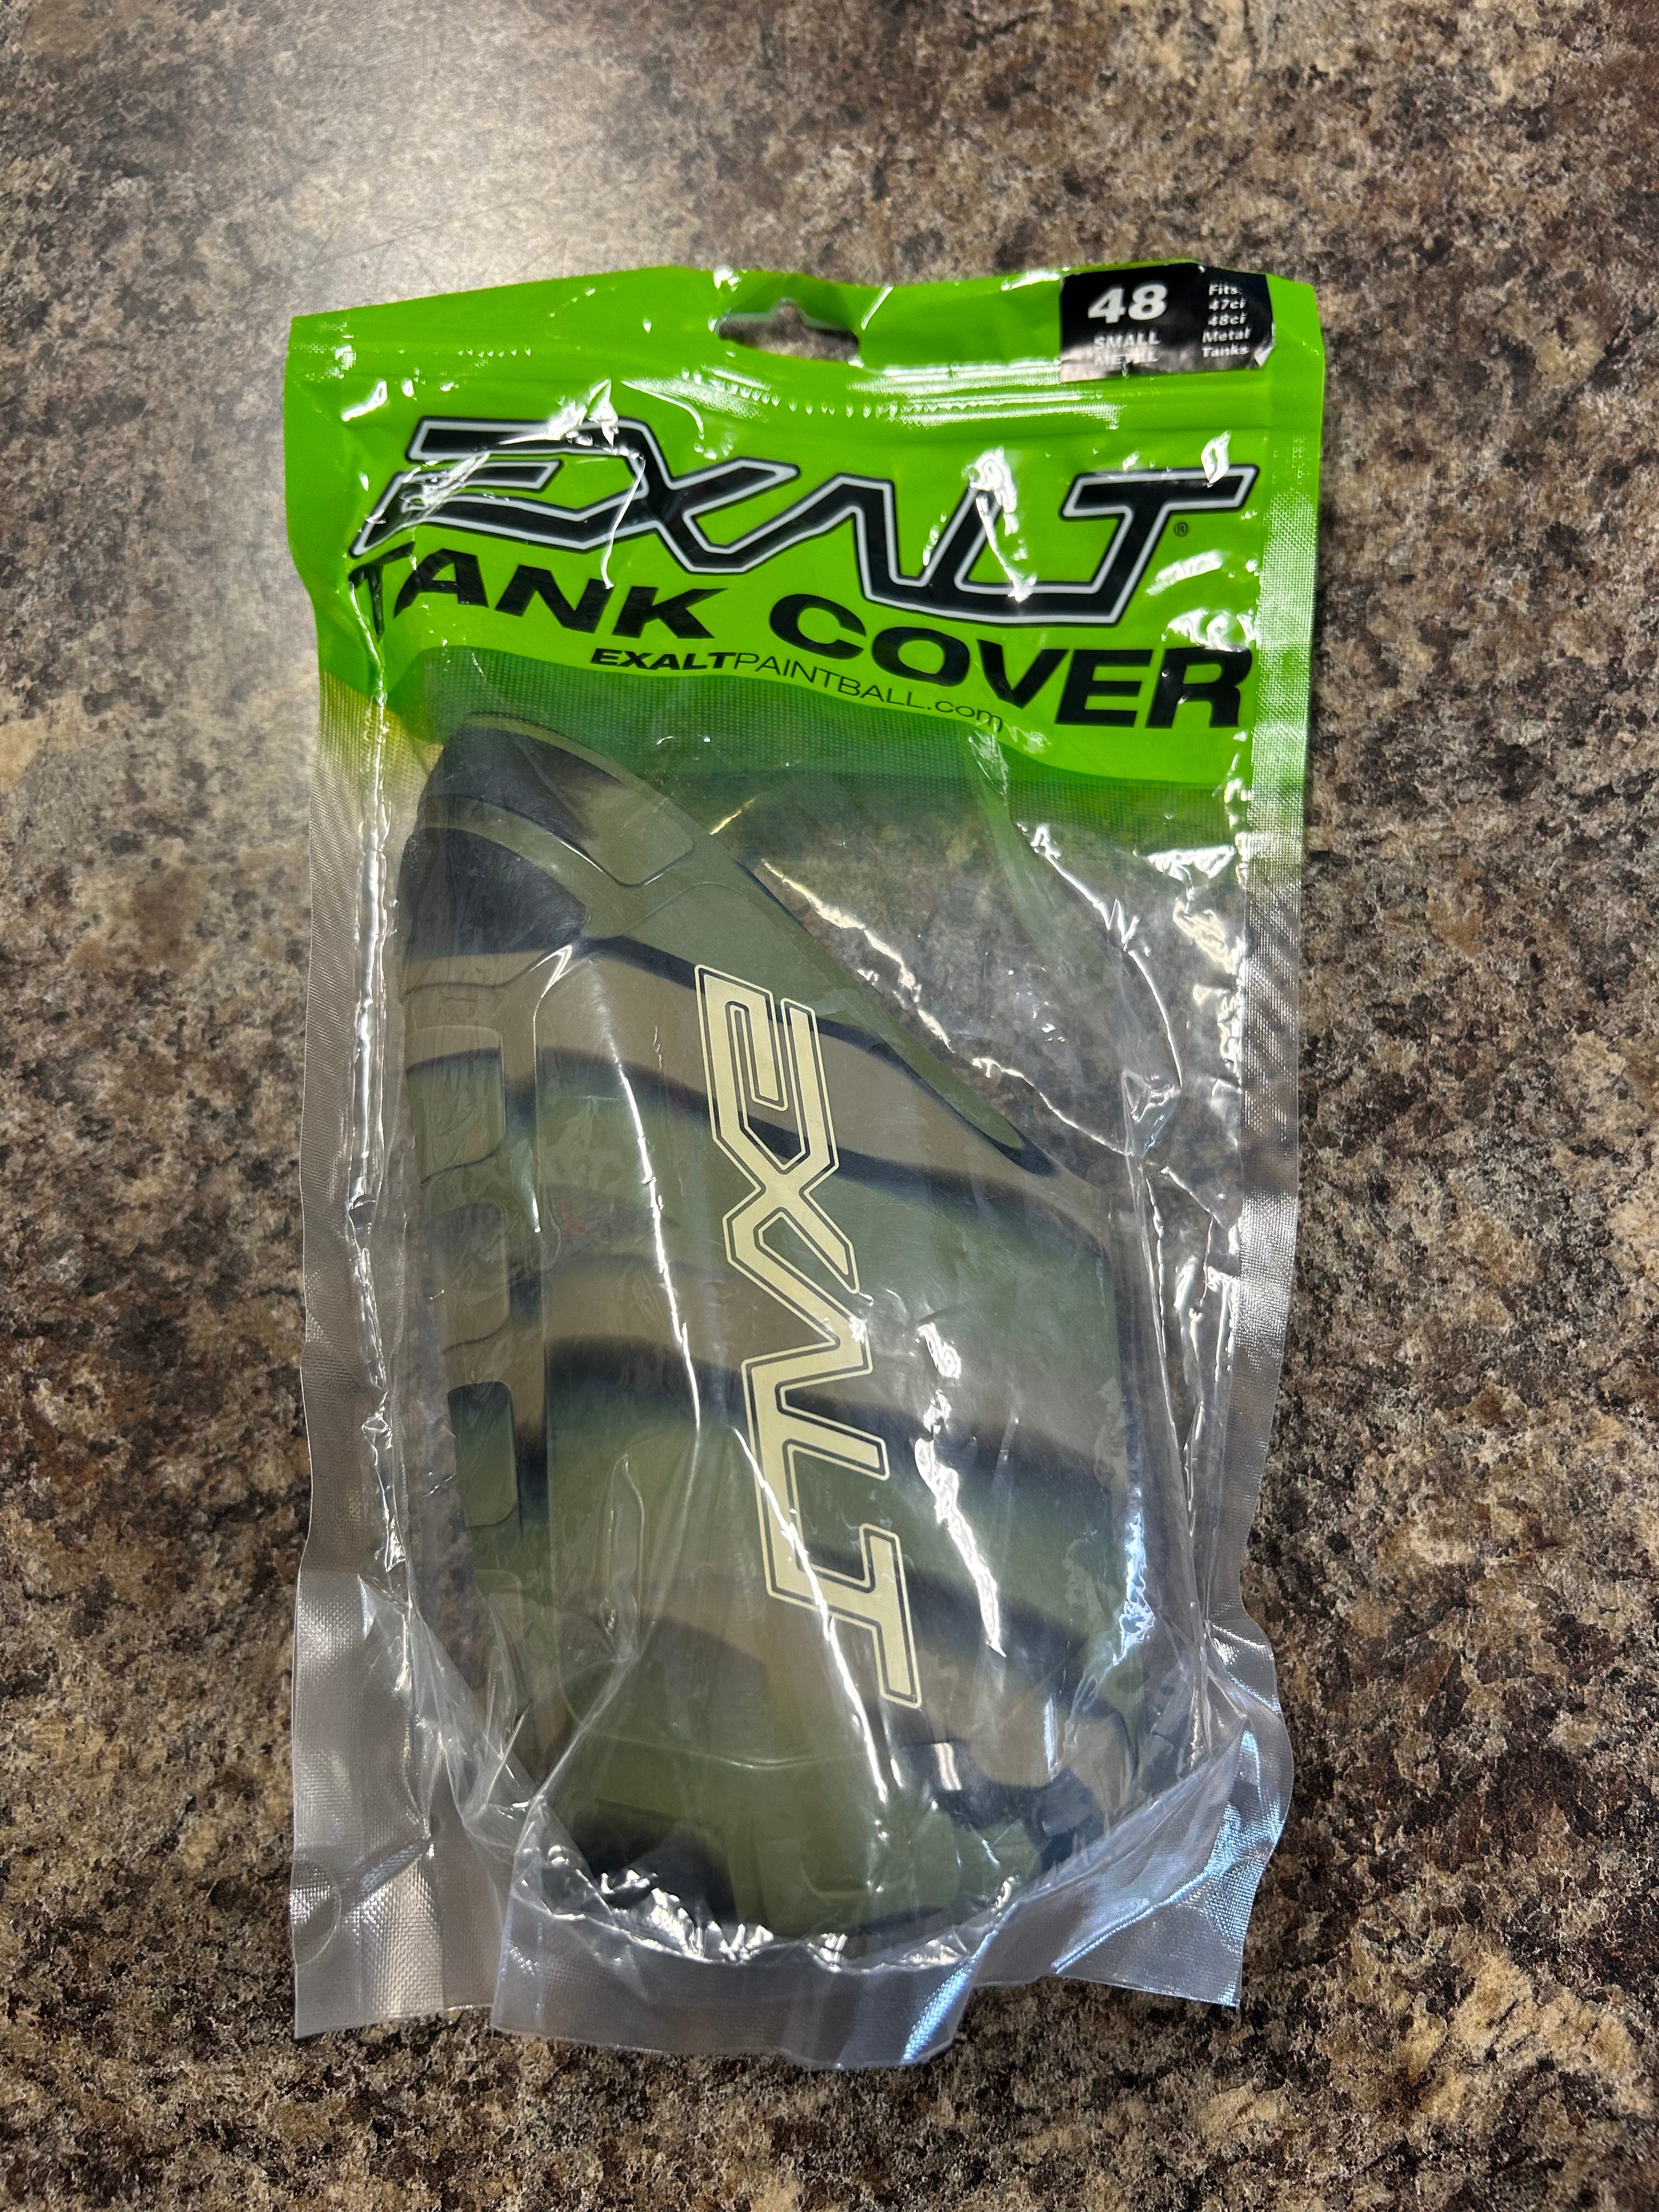 48
SMALL
METAL
Fits:
47ci
48ci
Metal
Tanks
EXALT®
TANK COVER
EXALTPAINTBALL.com
EXALT